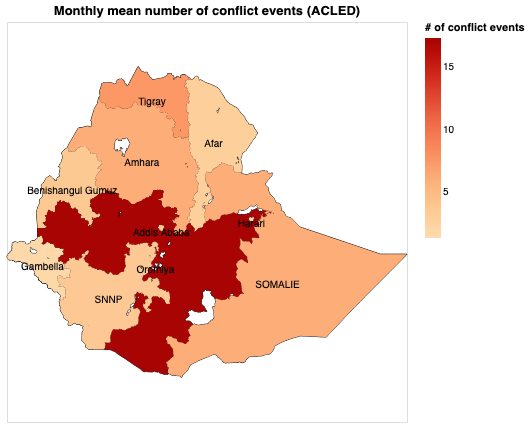 Monthly mean number of conflict events (ACLED)
# of conflict events
15
10
5
Tigray
Afar
Amhara
Benishangul Gumuz
Harari
Addis Ababa
Gambella
Oromiya
SOMALIE
SNNP